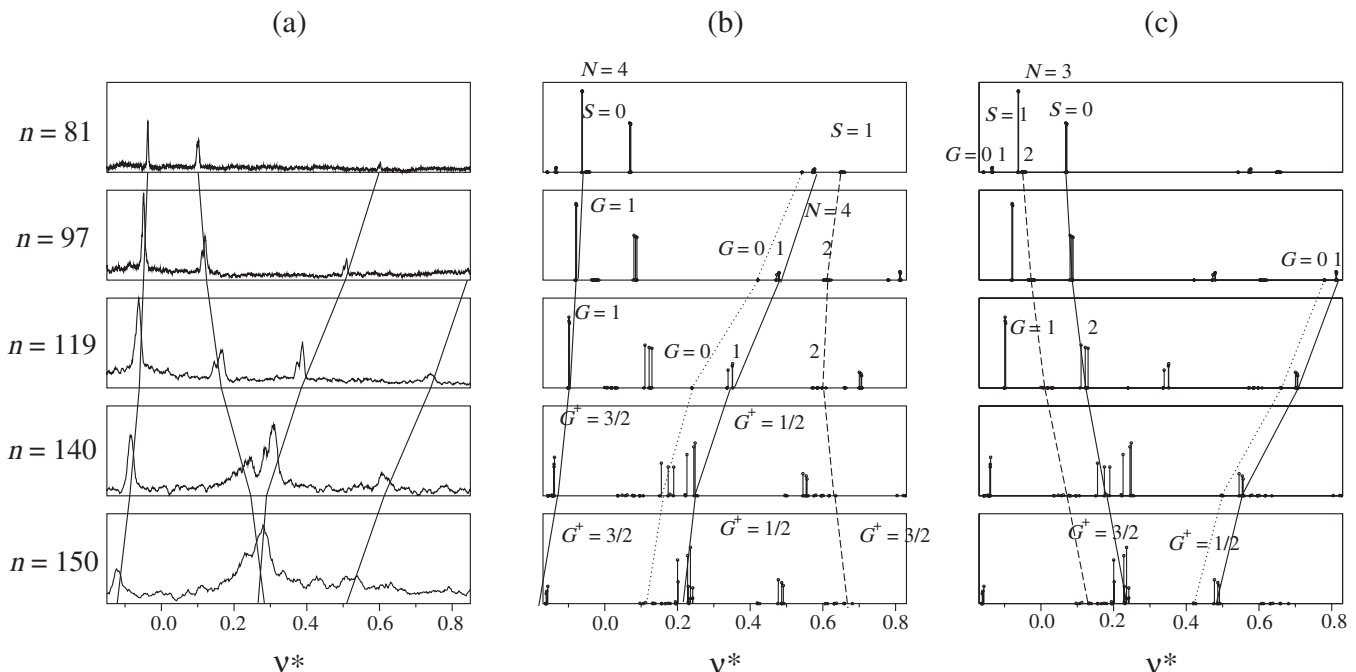 (a) (b) (c)
N = 4 N = 3
n = 81 S = 0 S = 1 S = 1 S = 0
G = 0 1 2
n = 97 G = 1 N = 4
G = 0 1 2 G = 0 1
n = 119 G = 1 G = 0 1 2 G = 1 2
n = 140 G⁺ = 3/2 G⁺ = 1/2
n = 150 G⁺ = 3/2 G⁺ = 1/2 G⁺ = 3/2 G⁺ = 3/2 G⁺ = 1/2
0.0 0.2 0.4 0.6 0.8 0.0 0.2 0.4 0.6 0.8 0.0 0.2 0.4 0.6 0.8
ν* ν* ν*